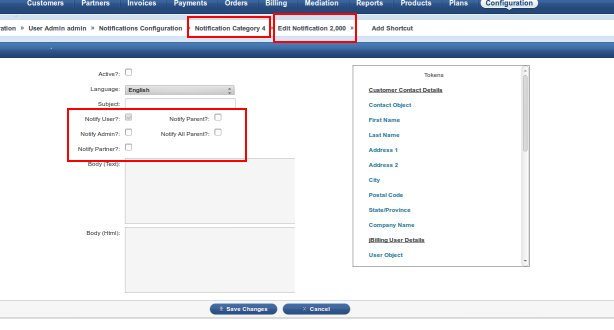 Customers Partners Invoices Payments Orders Billing Mediation Reports Products Plans Configuration
ration » User Admin admin » Notifications Configuration » Notification Category 4 » Edit Notification 2,000 » Add Shortcut
Active?:
Language: English
Subject:
Notify User?: Notify Parent?:
Notify Admin?: Notify All Parent?:
Notify Partner?:
Body (Text):
Body (Html):
Tokens
Customer Contact Details
Contact Object
First Name
Last Name
Address 1
Address 2
City
Postal Code
State/Province
Company Name
jBilling User Details
User Object
Save Changes × Cancel